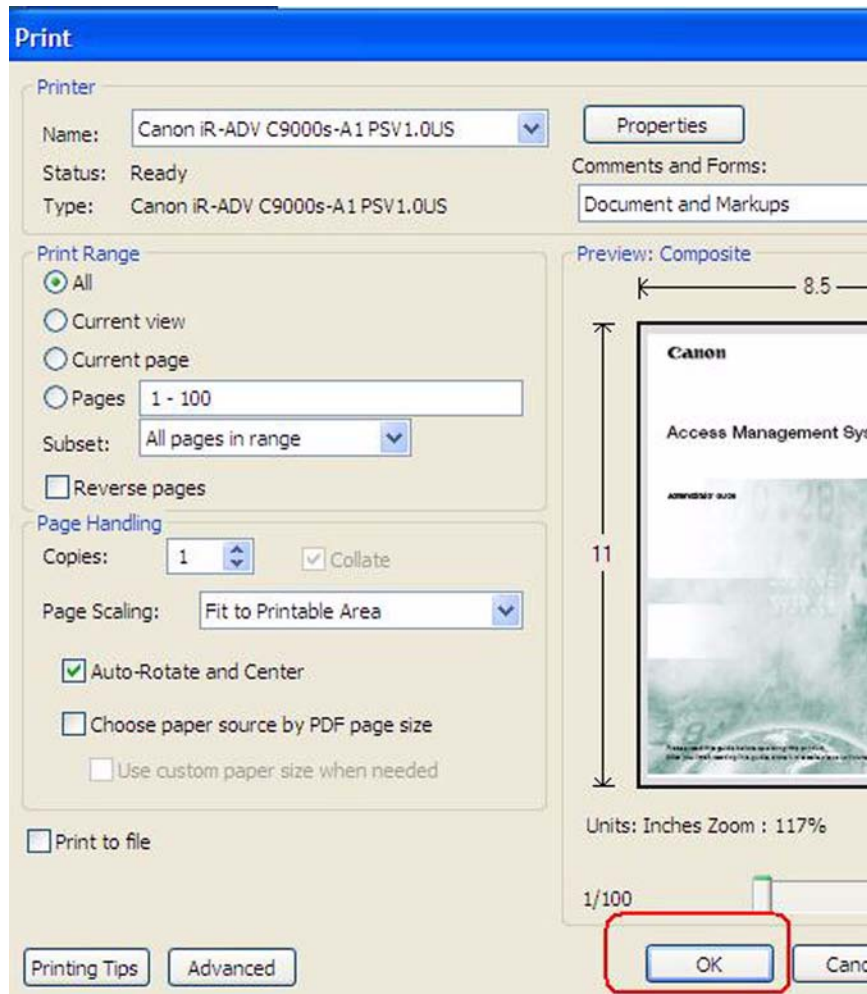 Print
Printer
Name: Canon iR-ADV C9000s-A1 PSV1.0US
Properties
Status: Ready
Comments and Forms:
Type: Canon iR-ADV C9000s-A1 PSV1.0US
Document and Markups
Print Range
All
Current view
Current page
Pages 1 - 100
Subset: All pages in range
Reverse pages
Page Handling
Copies: 1 Collate
Page Scaling: Fit to Printable Area
Auto-Rotate and Center
Choose paper source by PDF page size
Use custom paper size when needed
Print to file
Preview: Composite
8.5
11
Canon
Access Management Sys
Units: Inches Zoom : 117%
1/100
Printing Tips
Advanced
OK
Canc